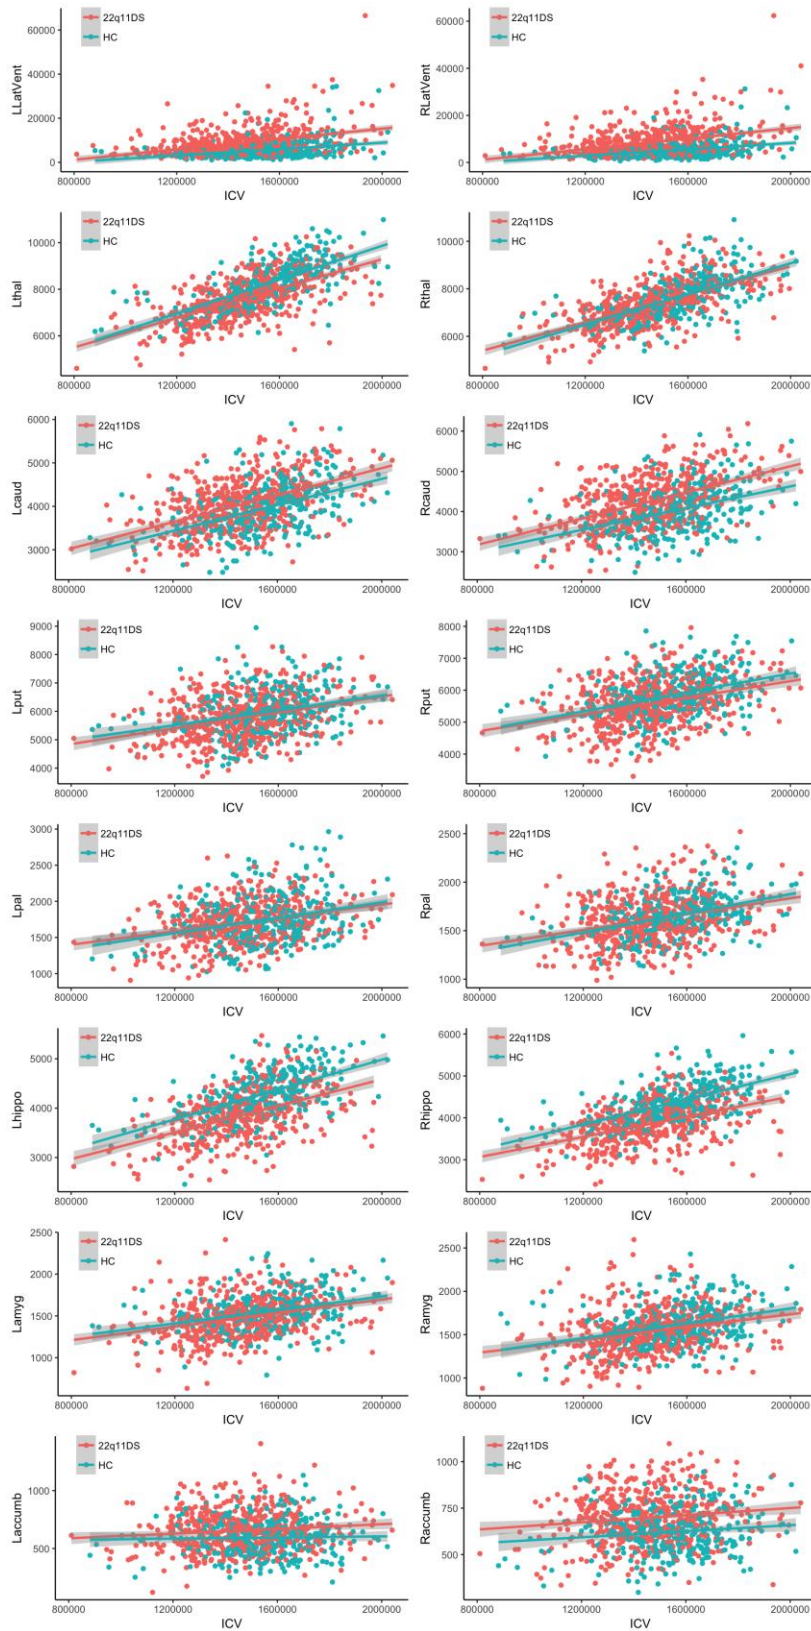 22q11DS
HC
LLatVent
60000
40000
20000
0
800000 1200000 1600000 2000000
ICV
22q11DS
HC
RLatVent
60000
40000
20000
0
800000 1200000 1600000 2000000
ICV
22q11DS
HC
Lthal
10000
8000
6000
800000 1200000 1600000 2000000
ICV
22q11DS
HC
Rthal
10000
8000
6000
800000 1200000 1600000 2000000
ICV
22q11DS
HC
Lcaud
6000
5000
4000
3000
800000 1200000 1600000 2000000
ICV
22q11DS
HC
Rcaud
6000
5000
4000
3000
800000 1200000 1600000 2000000
ICV
22q11DS
HC
Lput
9000
8000
7000
6000
5000
4000
800000 1200000 1600000 2000000
ICV
22q11DS
HC
Rput
8000
7000
6000
5000
4000
800000 1200000 1600000 2000000
ICV
22q11DS
HC
Lpal
3000
2500
2000
1500
1000
800000 1200000 1600000 2000000
ICV
22q11DS
HC
Rpal
2500
2000
1500
1000
800000 1200000 1600000 2000000
ICV
22q11DS
HC
Lhippo
5000
4000
3000
800000 1200000 1600000 2000000
ICV
22q11DS
HC
Rhippo
6000
5000
4000
3000
800000 1200000 1600000 2000000
ICV
22q11DS
HC
Lamyg
2500
2000
1500
1000
800000 1200000 1600000 2000000
ICV
22q11DS
HC
Ramyg
2500
2000
1500
1000
800000 1200000 1600000 2000000
ICV
22q11DS
HC
Laccumb
1000
500
800000 1200000 1600000 2000000
ICV
22q11DS
HC
Raccumb
1000
750
500
800000 1200000 1600000 2000000
ICV